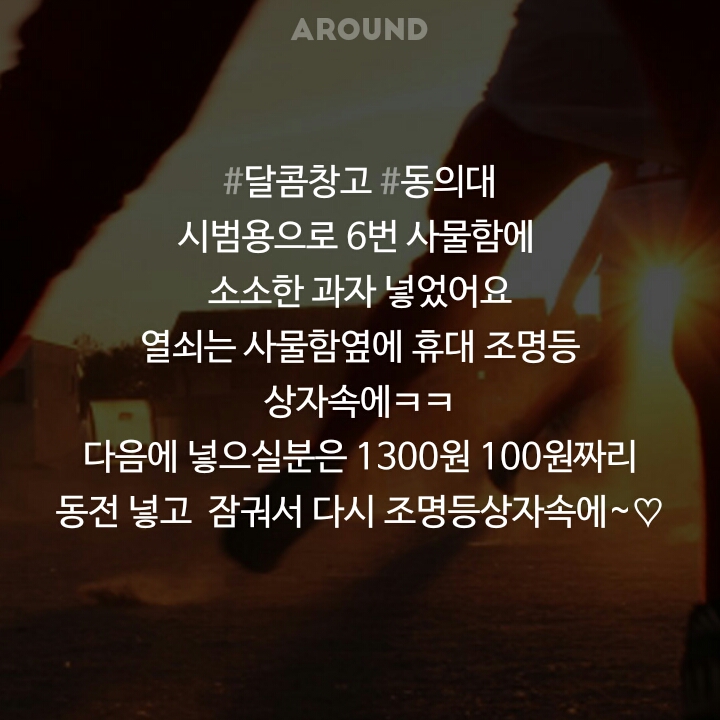 AROUND
#달콤창고 #동의대
시범용으로 6번 사물함에
소소한 과자 넣었어요
열쇠는 사물함옆에 휴대 조명등
상자속에ㅋㅋ
다음에 넣으실분은 1300원 100원짜리
동전 넣고 잠궈서 다시 조명등상자속에~♡